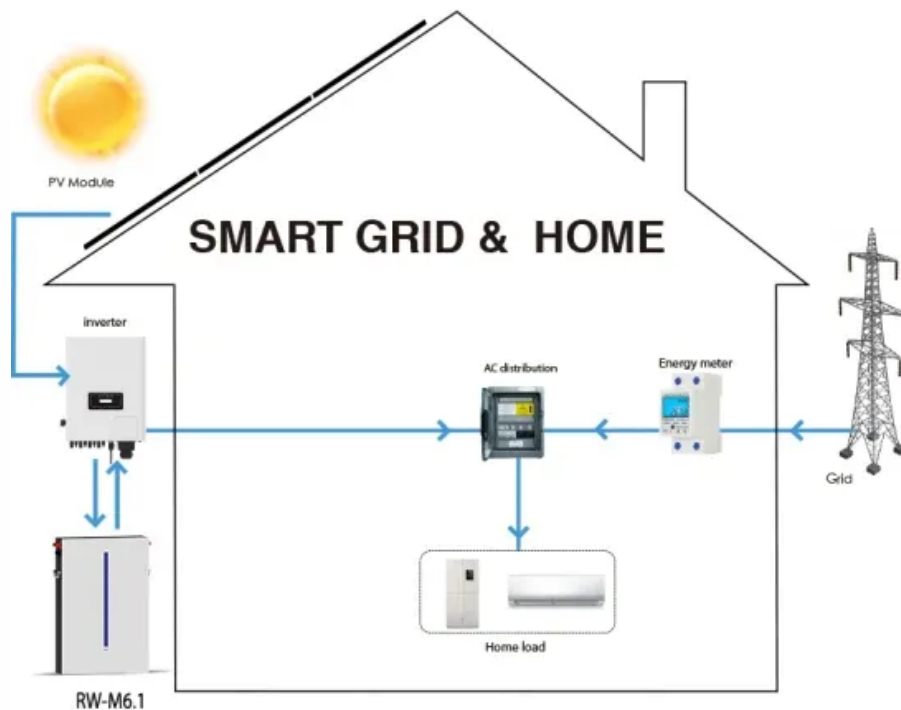 PV Module
SMART GRID & HOME
inverter
AC distribution
Energy meter
Grid
Home load
RW-M6.1